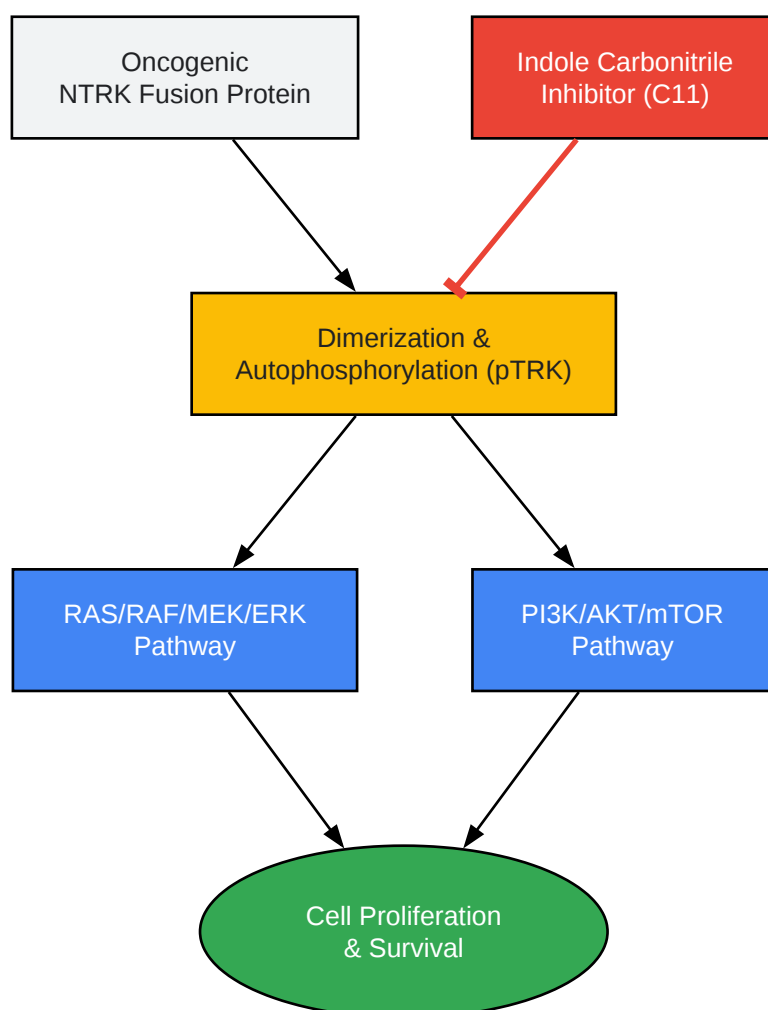 Oncogenic
NTRK Fusion Protein
Indole Carbonitrile
Inhibitor (C11)
Dimerization &
Autophosphorylation (pTRK)
RAS/RAF/MEK/ERK
Pathway
PI3K/AKT/mTOR
Pathway
Cell Proliferation
& Survival